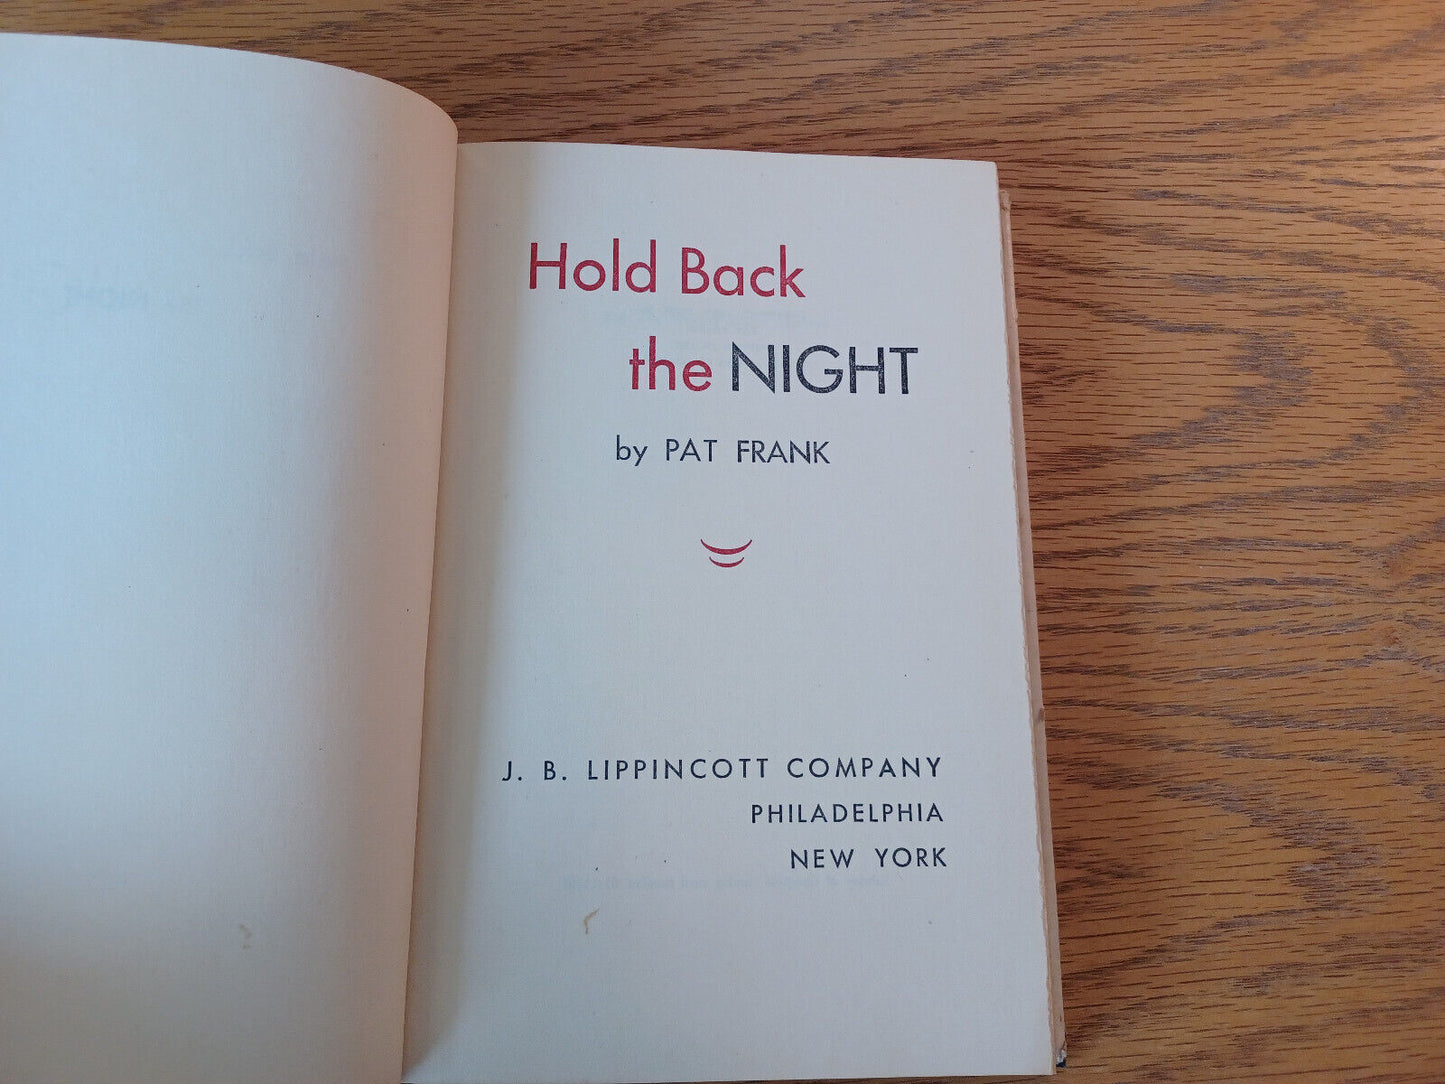 Hold Back
the NIGHT
by PAT FRANK
J. B. LIPPINCOTT COMPANY
PHILADELPHIA
NEW YORK